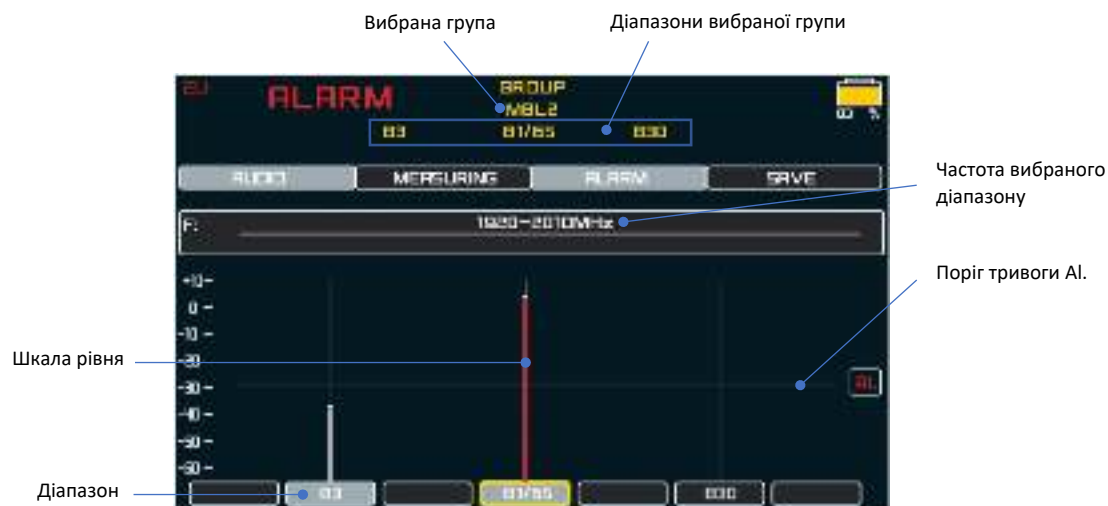 Вибрана група
Діапазони вибраної групи
ALARM
GROUP
MBL2
B3 B1/65 B30
%
AUDIO MEASURING ALARM SAVE
Частота вибраного
діапазону
F:
1920-2010MHz
Поріг тривоги Al.
+10-
0 -
-10 -
-20 -
-30 -
-40 -
-50 -
-60 -
Шкала рівня
AL
Діапазон
B3 B1/65 B30